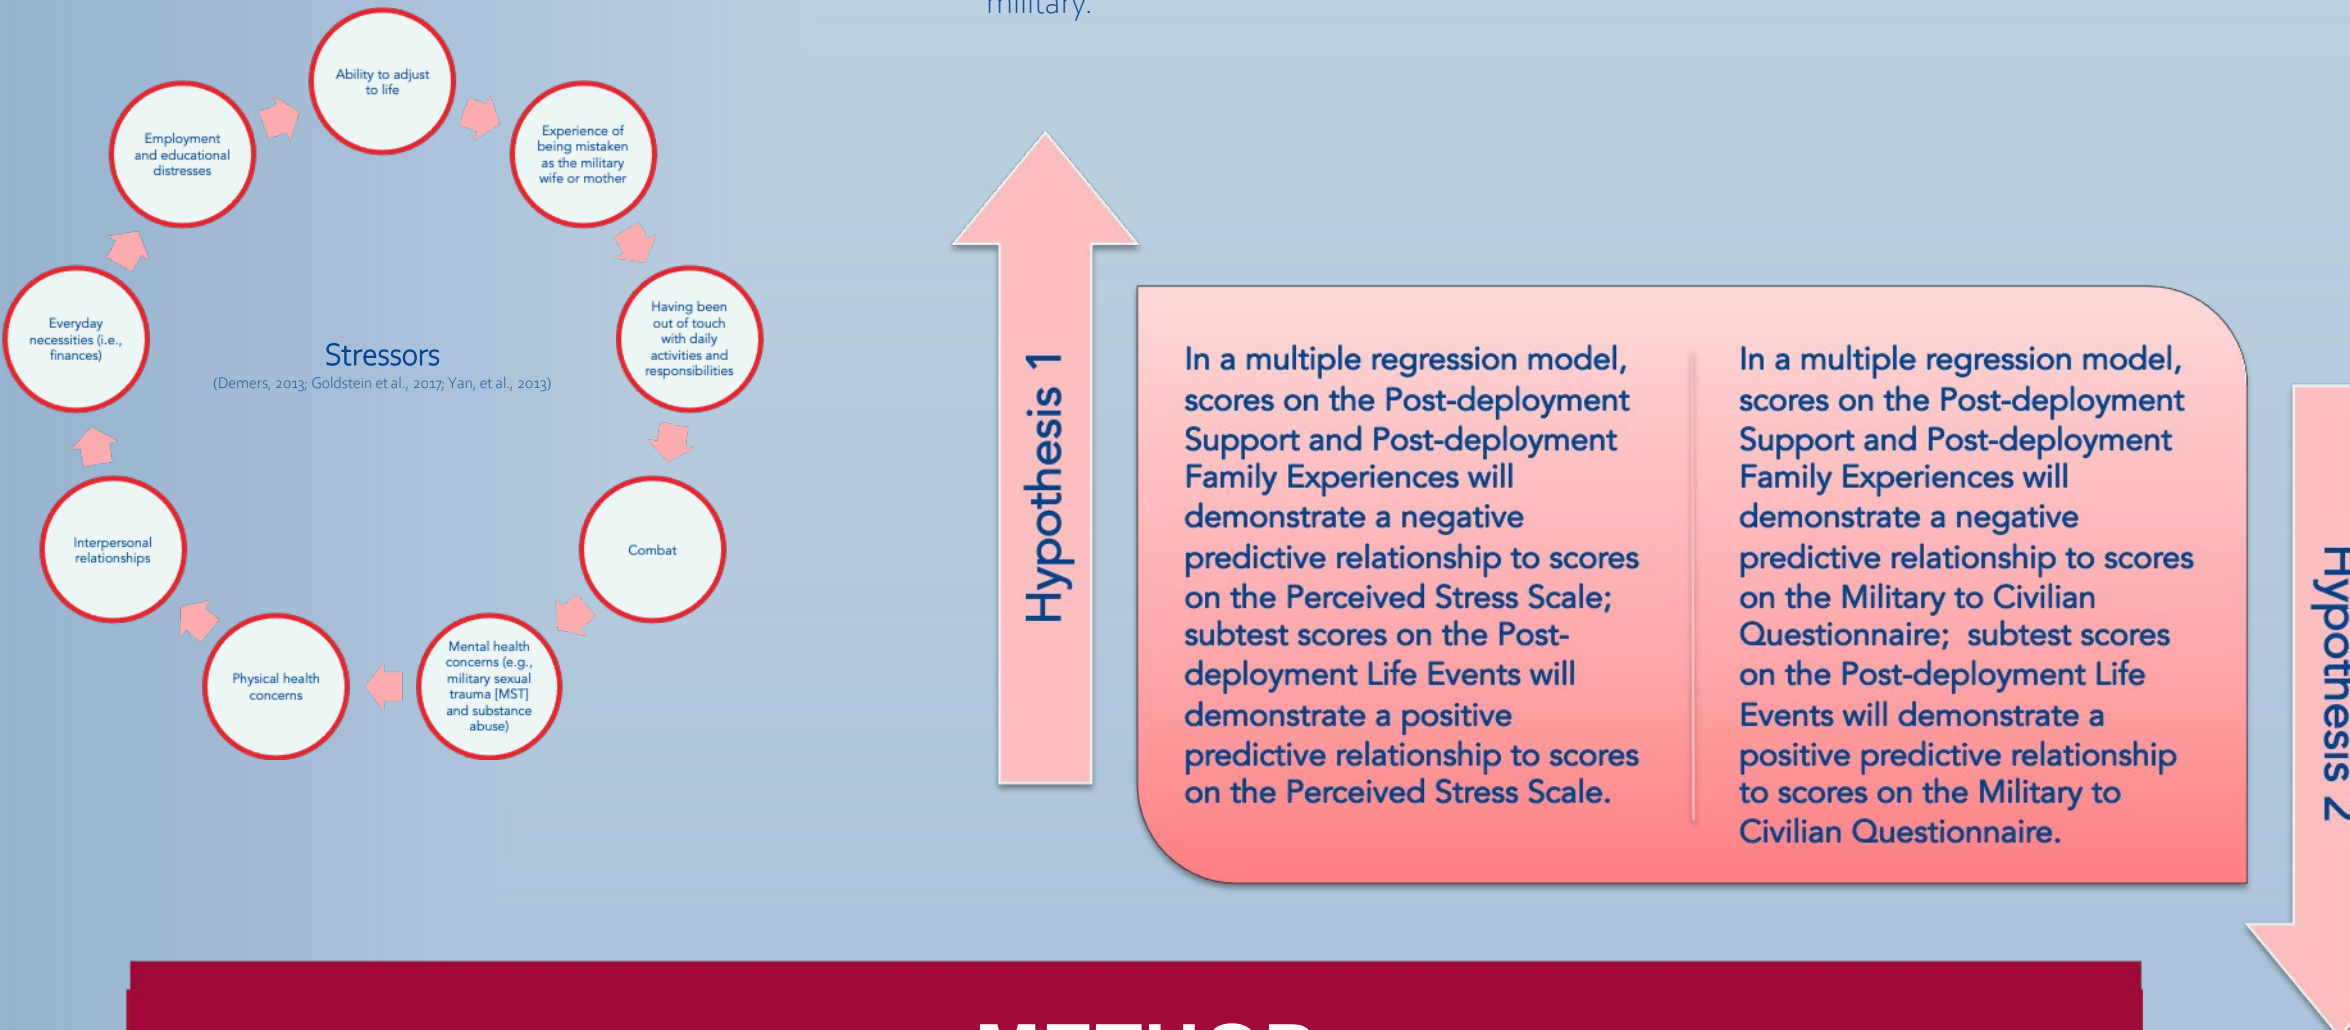 military.
Ability to adjust
to life
Experience of
being mistaken
as the military
wife or mother
Having been
out of touch
with daily
activities and
responsibilities
Combat
Mental health
concerns (e.g.,
military sexual
trauma [MST]
and substance
abuse)
Physical health
concerns
Interpersonal
relationships
Everyday
necessities (i.e.,
finances)
Employment
and educational
distresses
Stressors
(Demers, 2013; Goldstein et al., 2017; Yan, et al., 2013)
Hypothesis 1
In a multiple regression model,
scores on the Post-deployment
Support and Post-deployment
Family Experiences will
demonstrate a negative
predictive relationship to scores
on the Perceived Stress Scale;
subtest scores on the Post-
deployment Life Events will
demonstrate a positive
predictive relationship to scores
on the Perceived Stress Scale.
In a multiple regression model,
scores on the Post-deployment
Support and Post-deployment
Family Experiences will
demonstrate a negative
predictive relationship to scores
on the Military to Civilian
Questionnaire;  subtest scores
on the Post-deployment Life
Events will demonstrate a
positive predictive relationship
to scores on the Military to
Civilian Questionnaire.
Hypothesis 2
METHOD